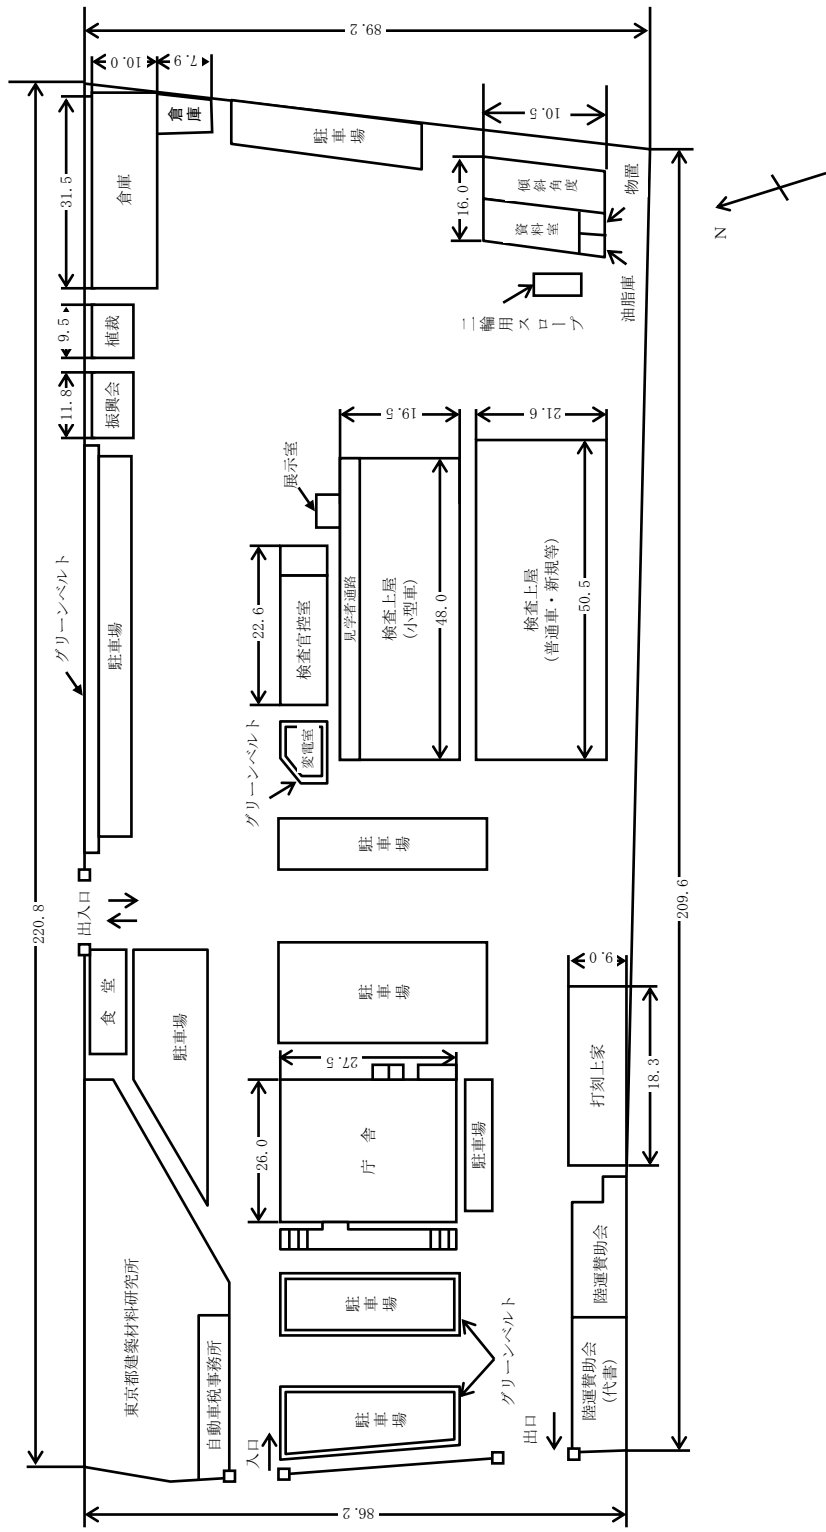 89.2
10.0
7.9
倉庫
駐車場
10.5
31.5
倉庫
16.0
傾斜角度
資料室
物置
油脂庫
N
二輪用スロープ
9.5
植裁
11.8
振興会
19.5
21.6
展示室
グリーンベルト
駐車場
22.6
検査官控室
見学者通路
検査上屋
(小型車)
48.0
検査上屋
(普通車・新規等)
50.5
グリーンベルト
変電室
駐車場
220.8
出入口
209.6
食堂
駐車場
駐車場
9.0
打刻上家
18.3
27.5
26.0
庁舎
駐車場
東京都建築材料研究所
自動車税事務所
駐車場
グリーンベルト
陸運賛助会
陸運賛助会
(代書)
入口
駐車場
出口
86.2